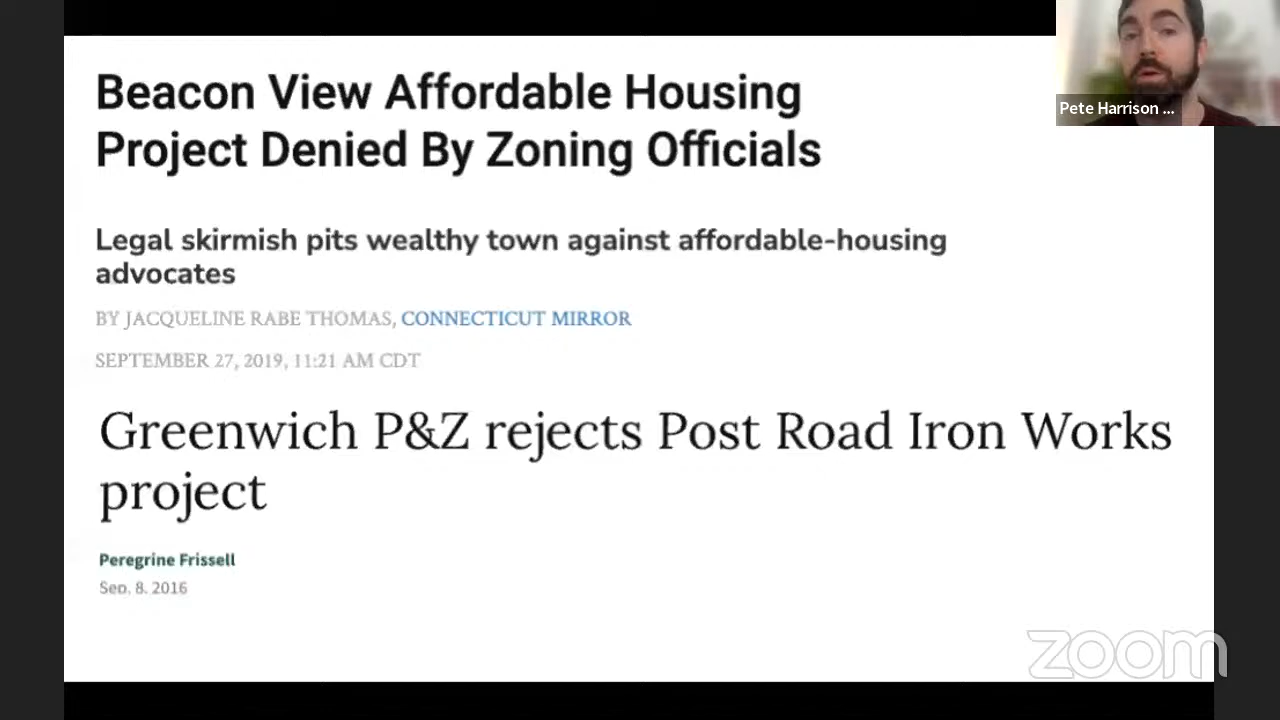 Beacon View Affordable Housing
Project Denied By Zoning Officials
Pete Harrison ...
Legal skirmish pits wealthy town against affordable-housing
advocates
BY JACQUELINE RABE THOMAS, CONNECTICUT MIRROR
SEPTEMBER 27, 2019, 11:21 AM CDT
Greenwich P&Z rejects Post Road Iron Works
project
Peregrine Frissell
Sep. 8, 2016
zoom